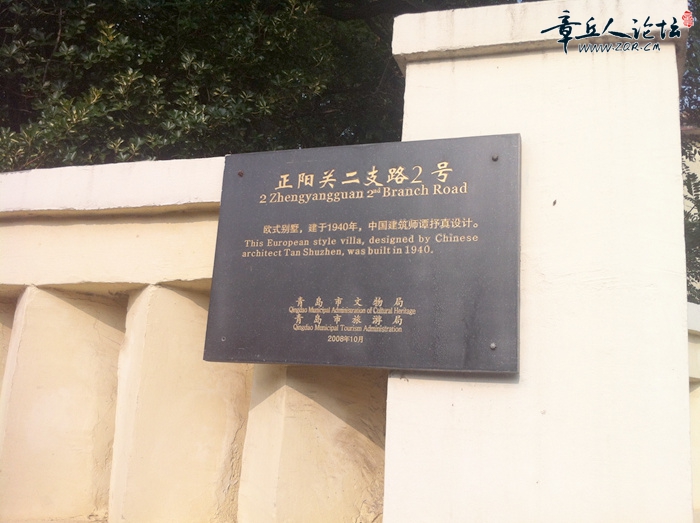 章丘人论坛
www.ZQR.CM
正阳关二支路2号
2 Zhengyangguan 2nd Branch Road
欧式别墅，建于1940年，中国建筑师谭抒真设计。
This European style villa, designed by Chinese
architect Tan Shuzhen, was built in 1940.
青岛市文物局
Qingdao Municipal Administration of Cultural Heritage
青岛市旅游局
Qingdao Municipal Tourism Administration
2008年10月